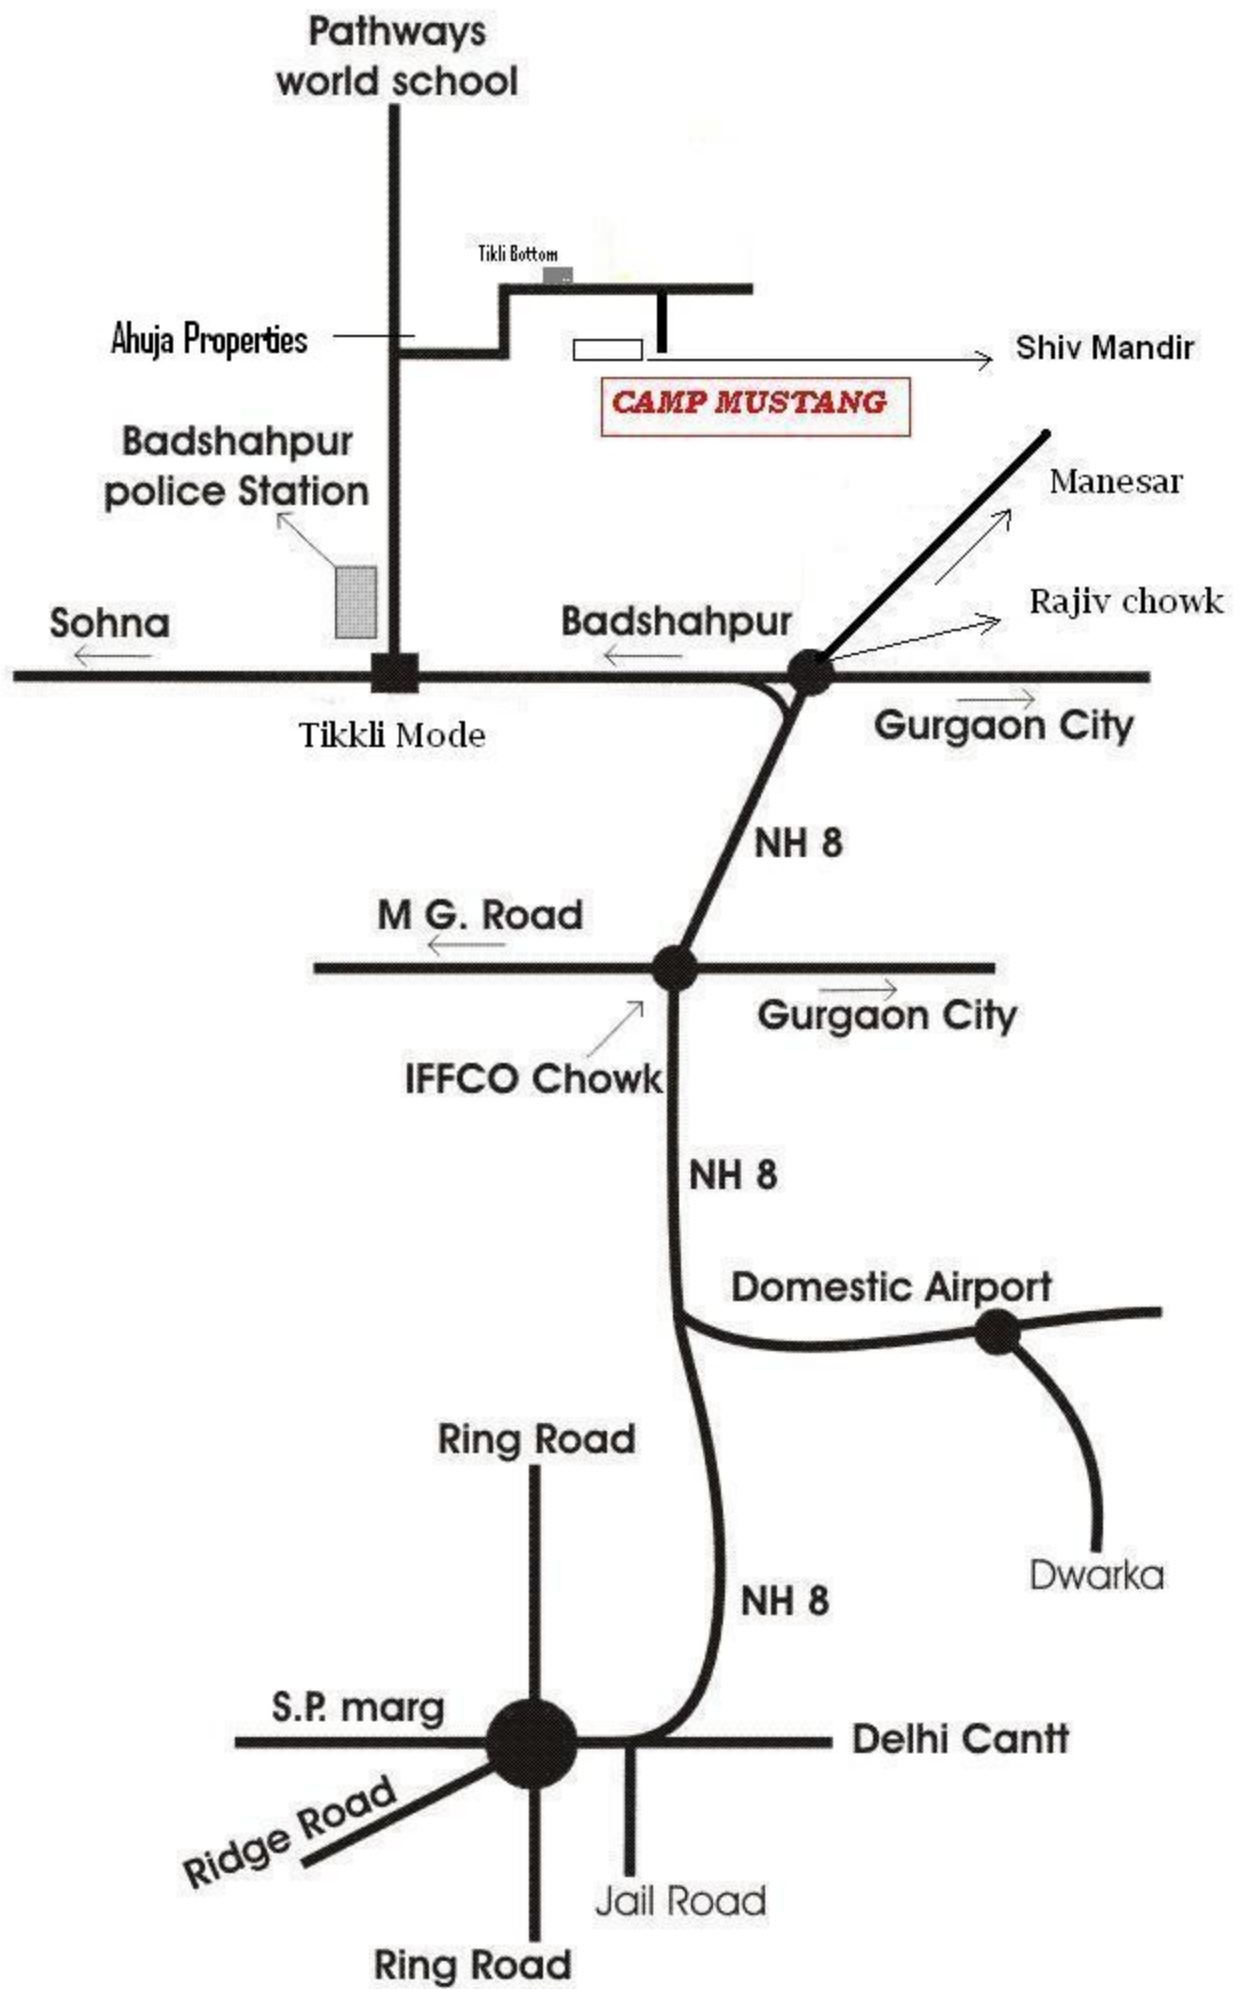 Pathways
world school
Tikli Bottom
Ahuja Properties
Shiv Mandir
CAMP MUSTANG
Badshahpur
police Station
Manesar
Rajiv chowk
Sohna
Badshahpur
Gurgaon City
Tikkli Mode
NH 8
M G. Road
Gurgaon City
IFFCO Chowk
NH 8
Domestic Airport
Ring Road
Dwarka
NH 8
S.P. marg
Delhi Cantt
Ridge Road
Jail Road
Ring Road